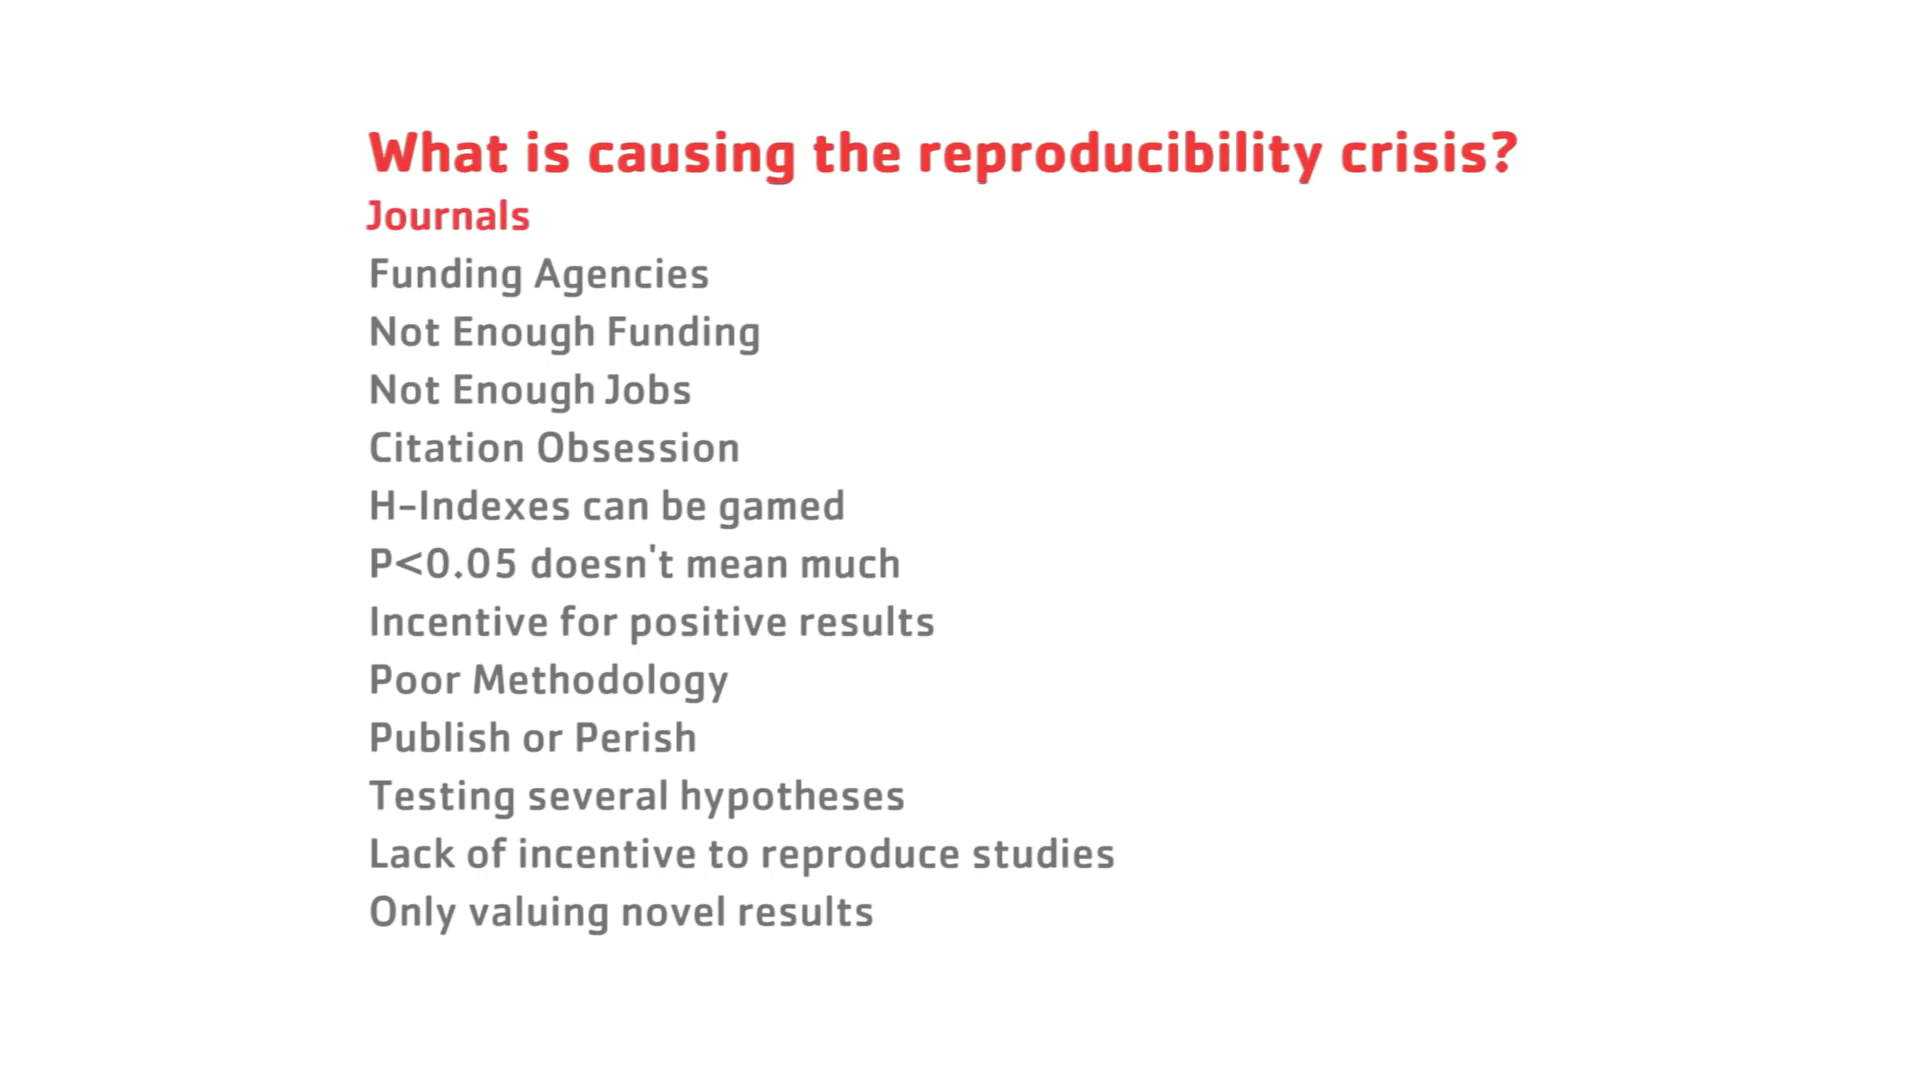 What is causing the reproducibility crisis?
Journals
Funding Agencies
Not Enough Funding
Not Enough Jobs
Citation Obsession
H-Indexes can be gamed
P<0.05 doesn't mean much
Incentive for positive results
Poor Methodology
Publish or Perish
Testing several hypotheses
Lack of incentive to reproduce studies
Only valuing novel results